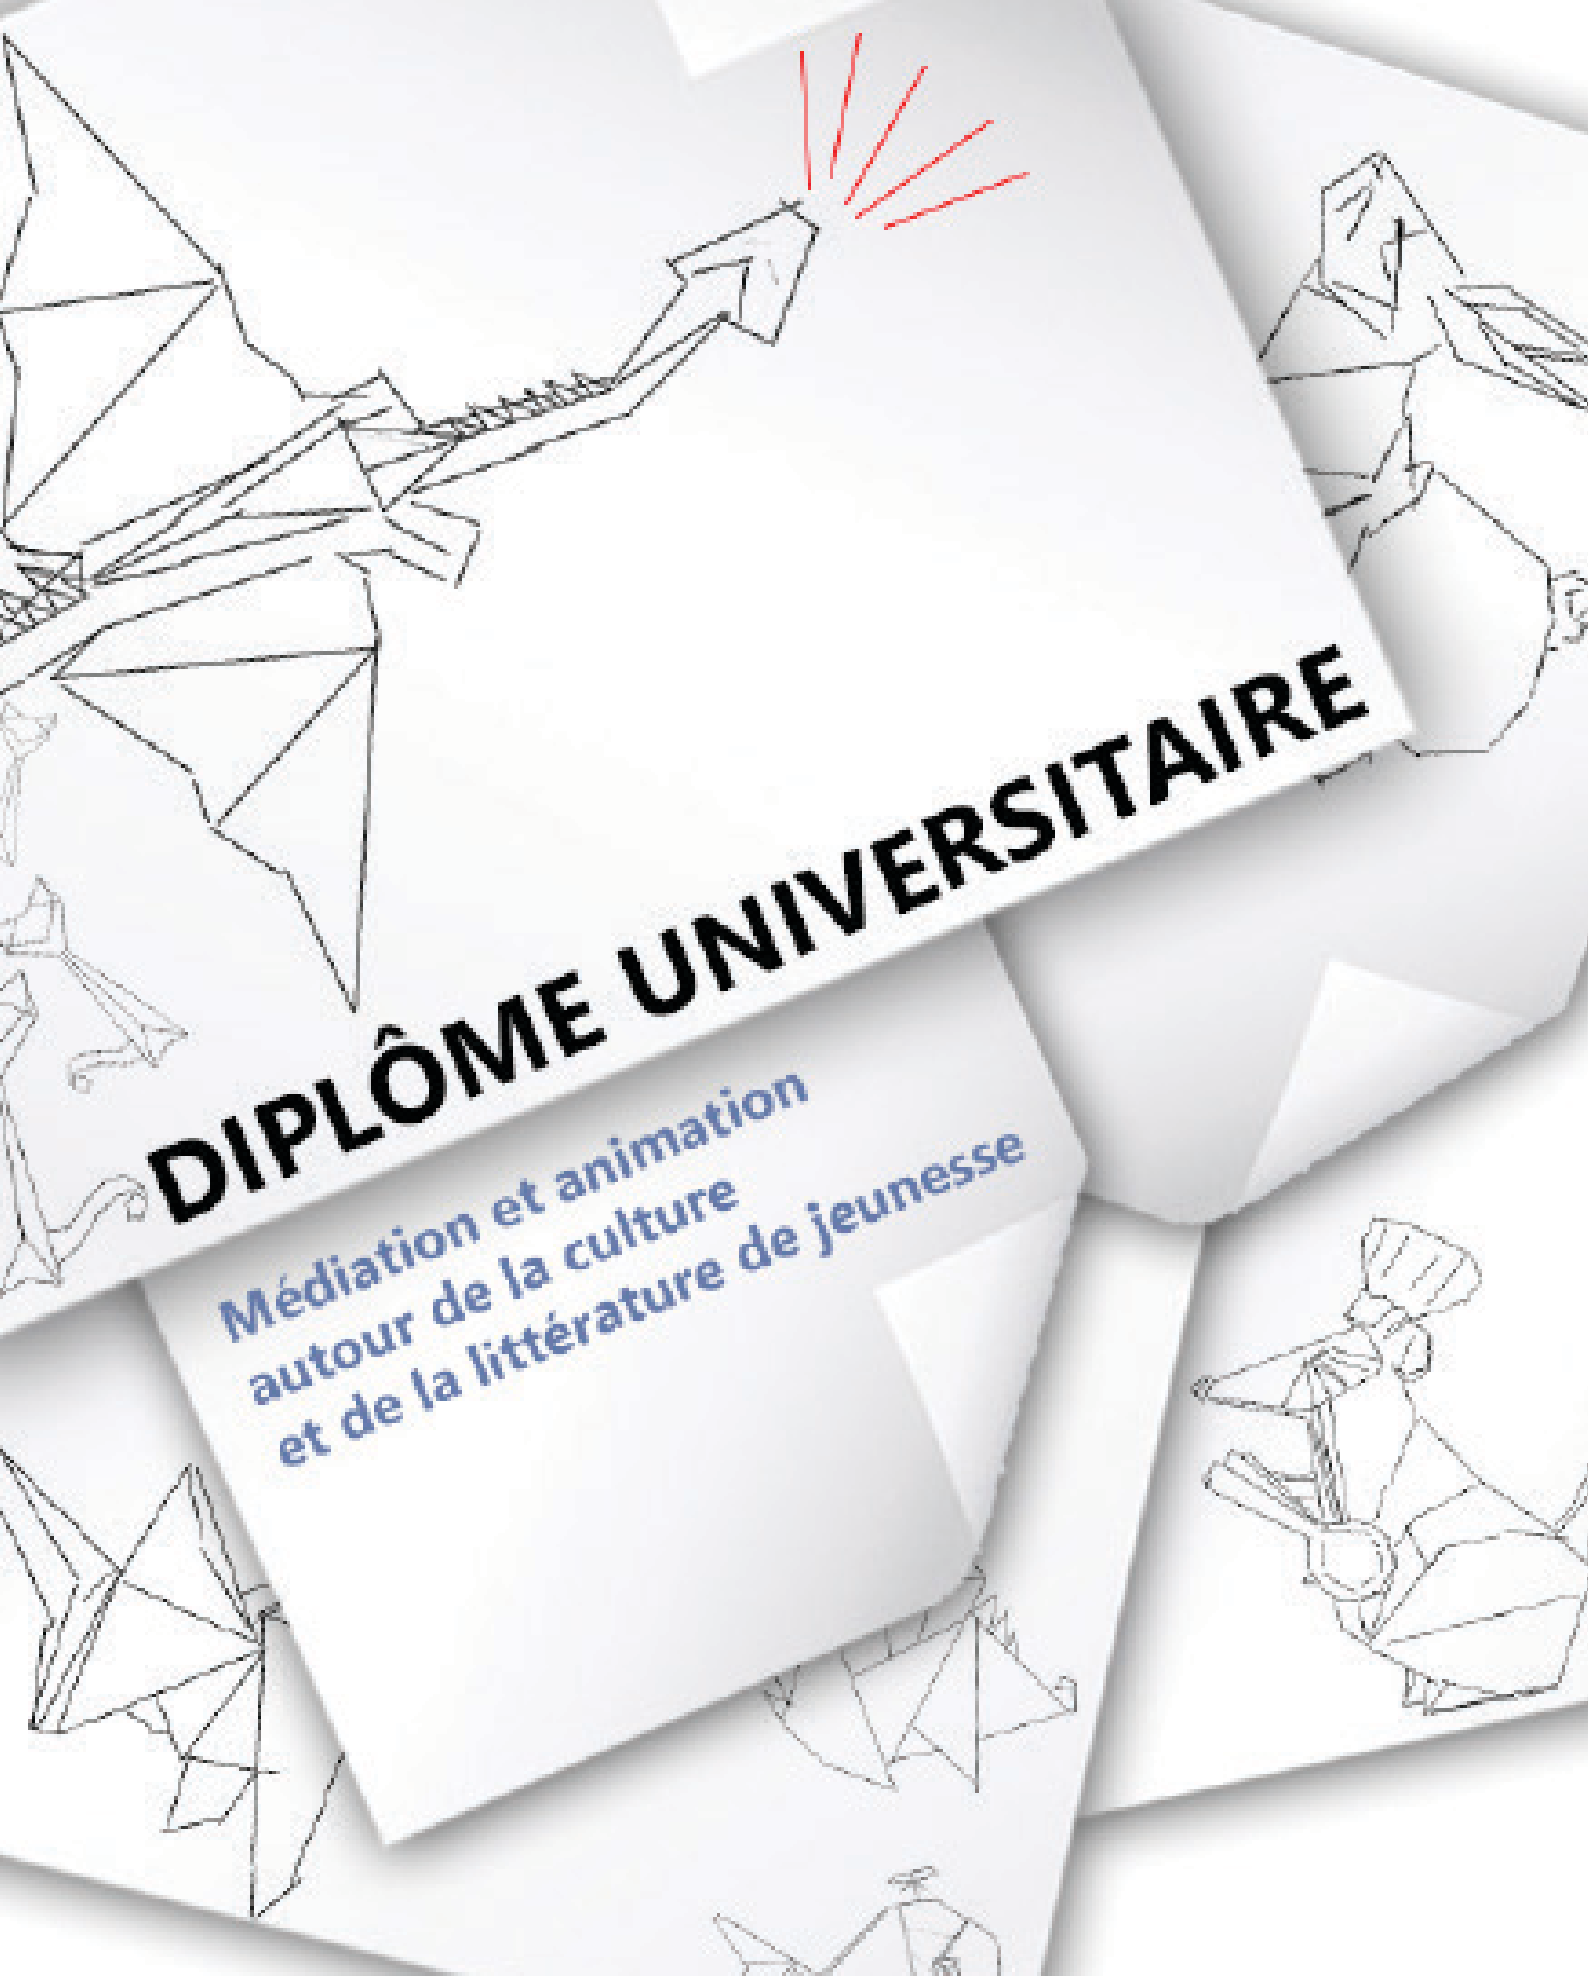 DIPLÔME UNIVERSITAIRE
Médiation et animation
autour de la culture
et de la littérature de jeunesse